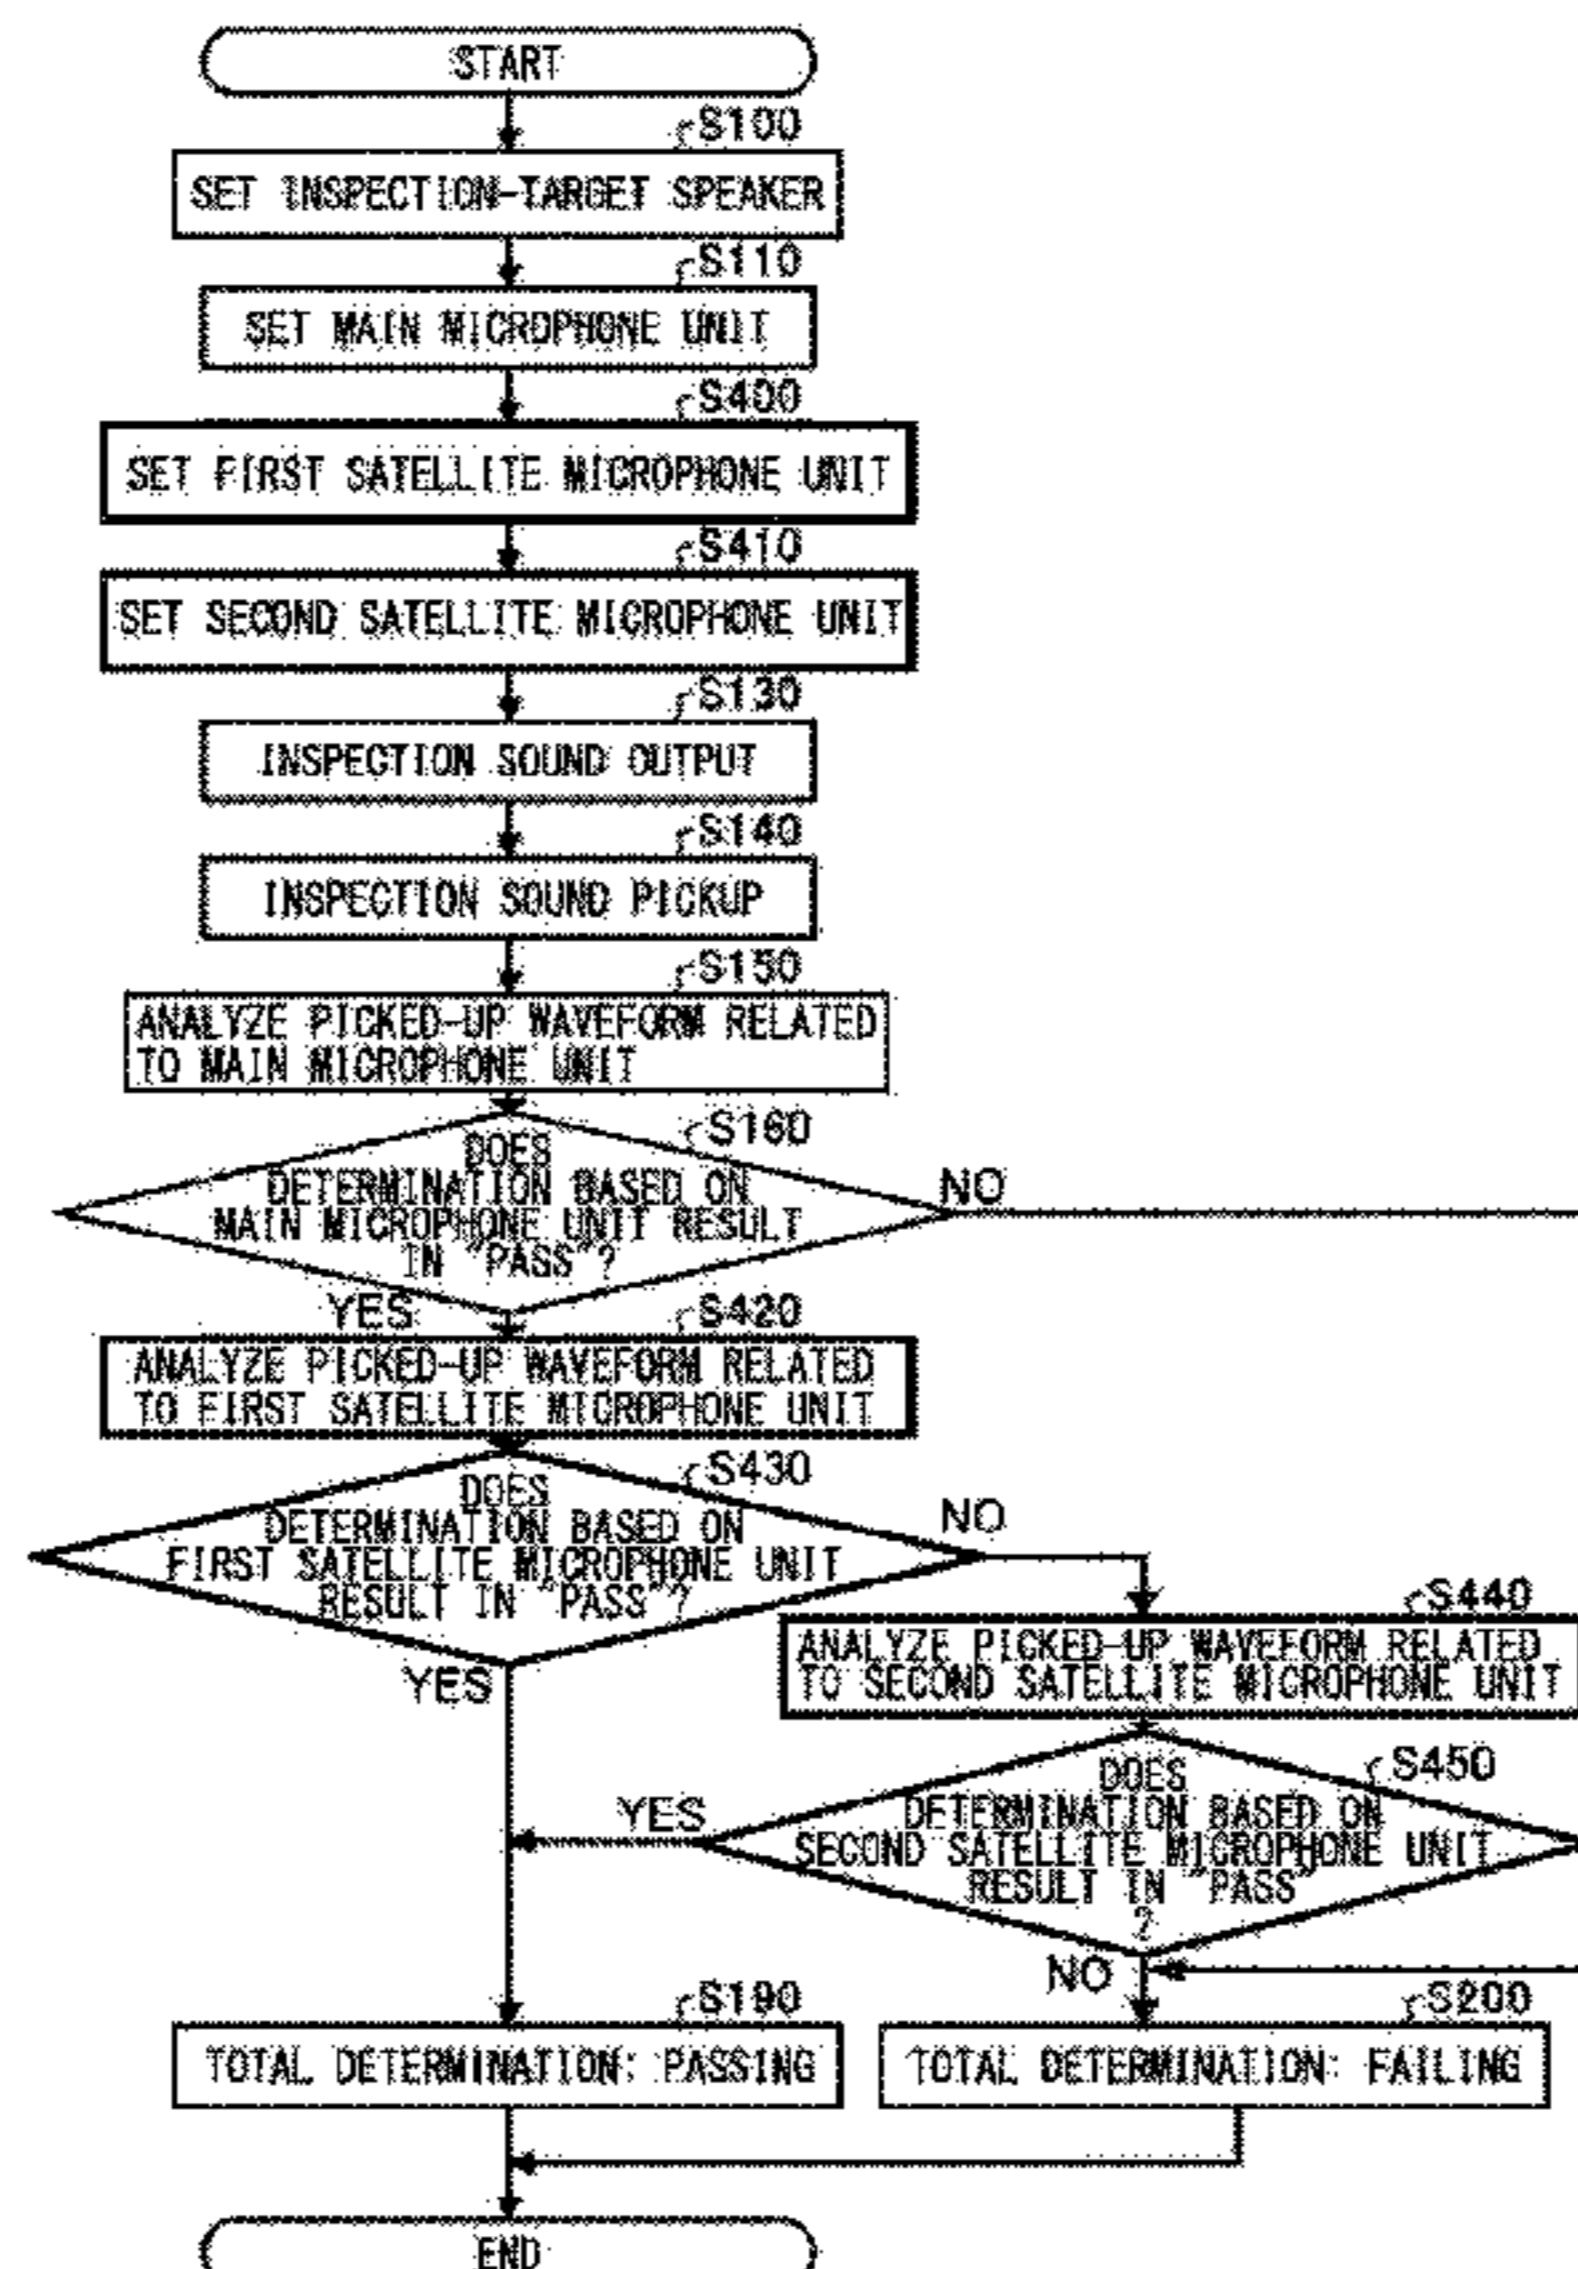 START
S100
SET INSPECTION-TARGET SPEAKER
S110
SET MAIN MICROPHONE UNIT
S400
SET FIRST SATELLITE MICROPHONE UNIT
S410
SET SECOND SATELLITE MICROPHONE UNIT
S130
INSPECTION SOUND OUTPUT
S140
INSPECTION SOUND PICKUP
S150
ANALYZE PICKED-UP WAVEFORM RELATED
TO MAIN MICROPHONE UNIT
S160
DOES
DETERMINATION BASED ON
MAIN MICROPHONE UNIT RESULT
IN "PASS"?
NO
YES
S420
ANALYZE PICKED-UP WAVEFORM RELATED
TO FIRST SATELLITE MICROPHONE UNIT
S430
DOES
DETERMINATION BASED ON
FIRST SATELLITE MICROPHONE UNIT
RESULT IN "PASS"?
NO
YES
S440
ANALYZE PICKED-UP WAVEFORM RELATED
TO SECOND SATELLITE MICROPHONE UNIT
S450
DOES
DETERMINATION BASED ON
SECOND SATELLITE MICROPHONE UNIT
RESULT IN "PASS"
?
YES
NO
S190
TOTAL DETERMINATION: PASSING
S200
TOTAL DETERMINATION: FAILING
END